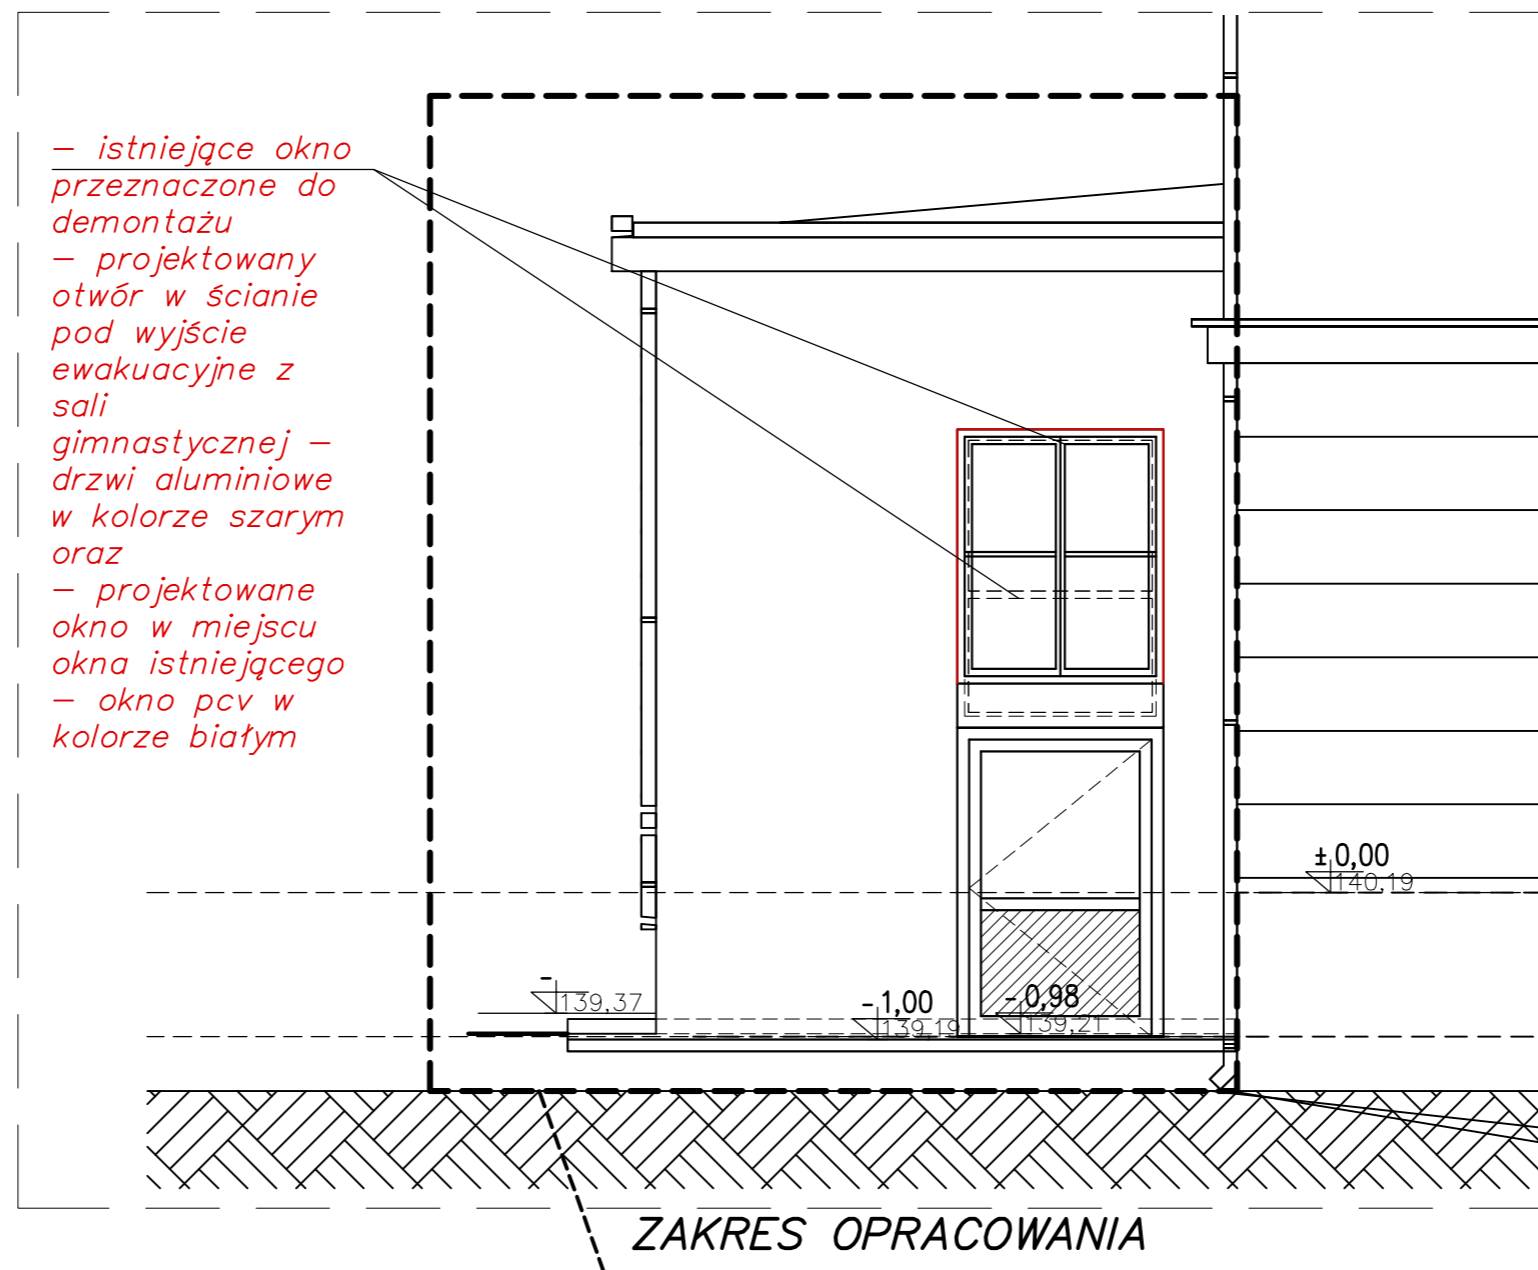 – istniejące okno
przeznaczone do
demontażu
– projektowany
otwór w ścianie
pod wyjście
ewakuacyjne z
sali
gimnastycznej –
drzwi aluminiowe
w kolorze szarym
oraz
– projektowane
okno w miejscu
okna istniejącego
– okno pcv w
kolorze białym
±0,00
140,19
-
139,37
-1,00
139,19
-0,98
139,21
ZAKRES OPRACOWANIA